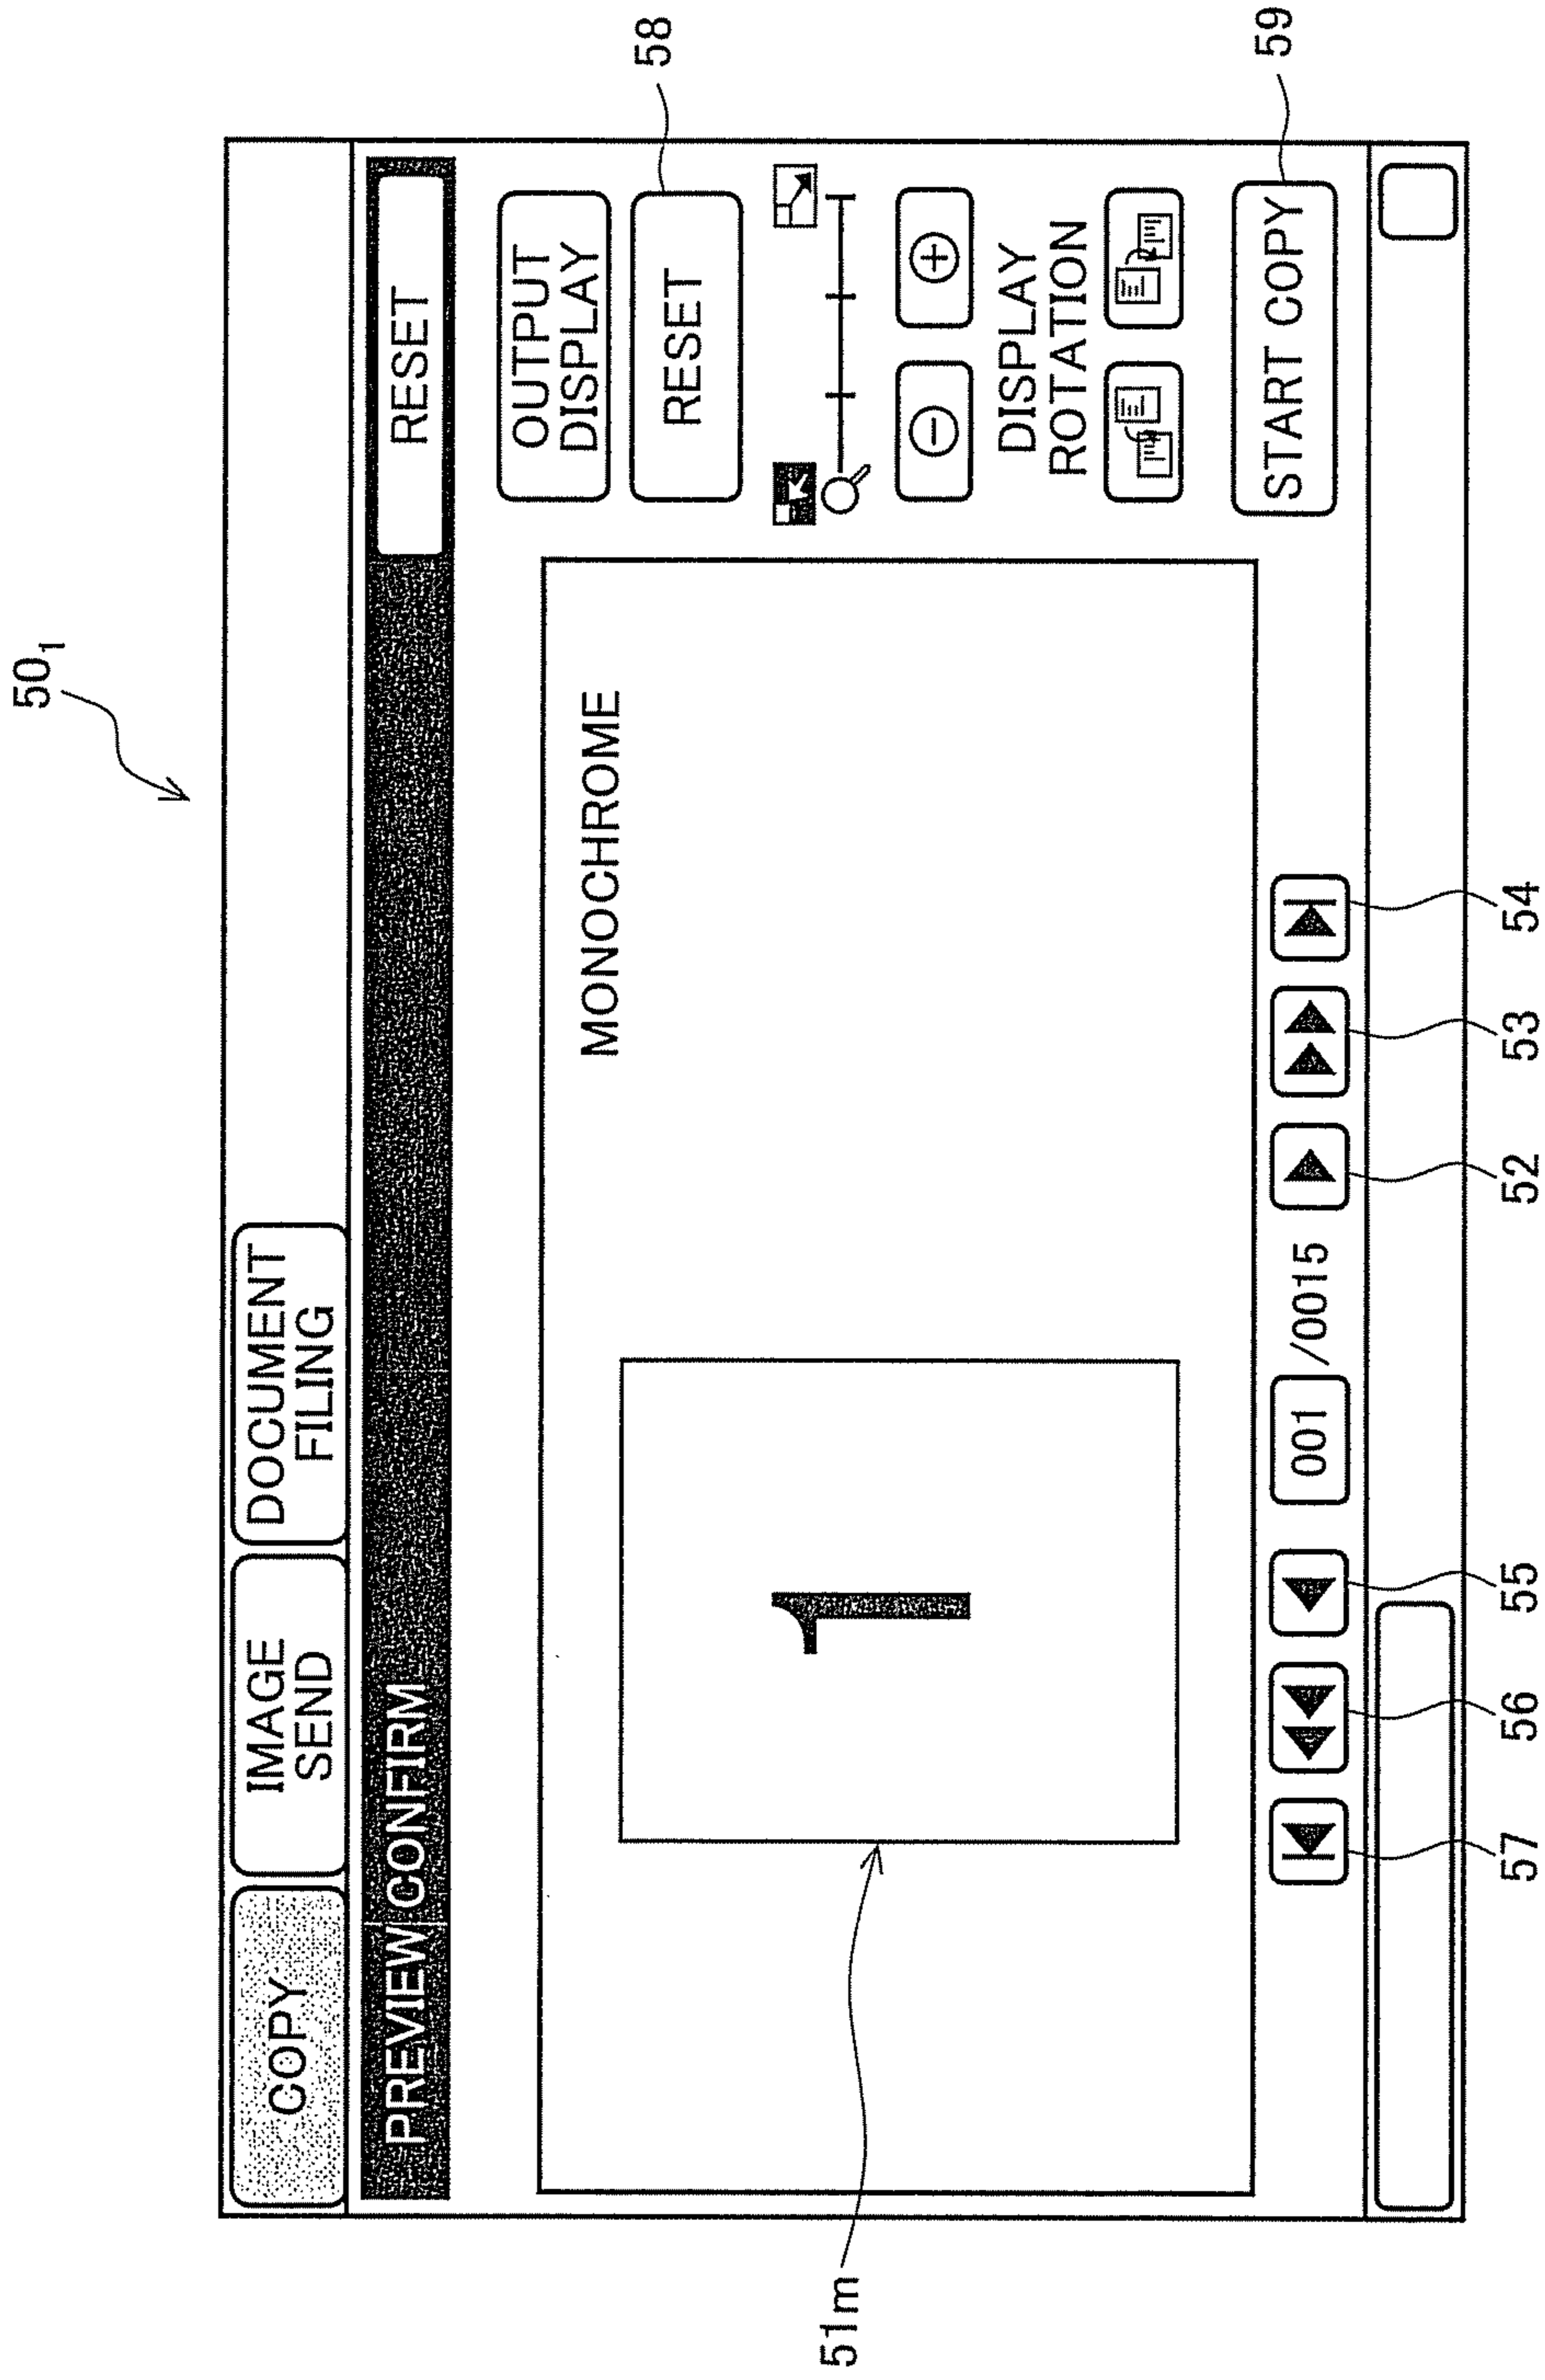 50₁
COPY
IMAGE
SEND
DOCUMENT
FILING
PREVIEW CONFIRM
RESET
MONOCHROME
1
51m
OUTPUT
DISPLAY
RESET
58
DISPLAY
ROTATION
START COPY
59
001 /0015
57
56
55
52
53
54